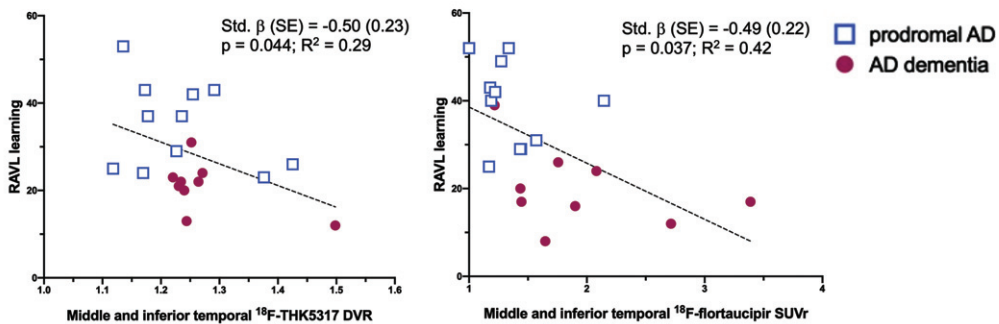 Std. β (SE) = -0.50 (0.23)
p = 0.044; R² = 0.29
60
40
20
0
RAVL learning
1.0 1.1 1.2 1.3 1.4 1.5 1.6
Middle and inferior temporal ¹⁸F-THK5317 DVR
Std. β (SE) = -0.49 (0.22)
p = 0.037; R² = 0.42
60
40
20
0
RAVL learning
1 2 3 4
Middle and inferior temporal ¹⁸F-flortaucipir SUVr
prodromal AD
AD dementia